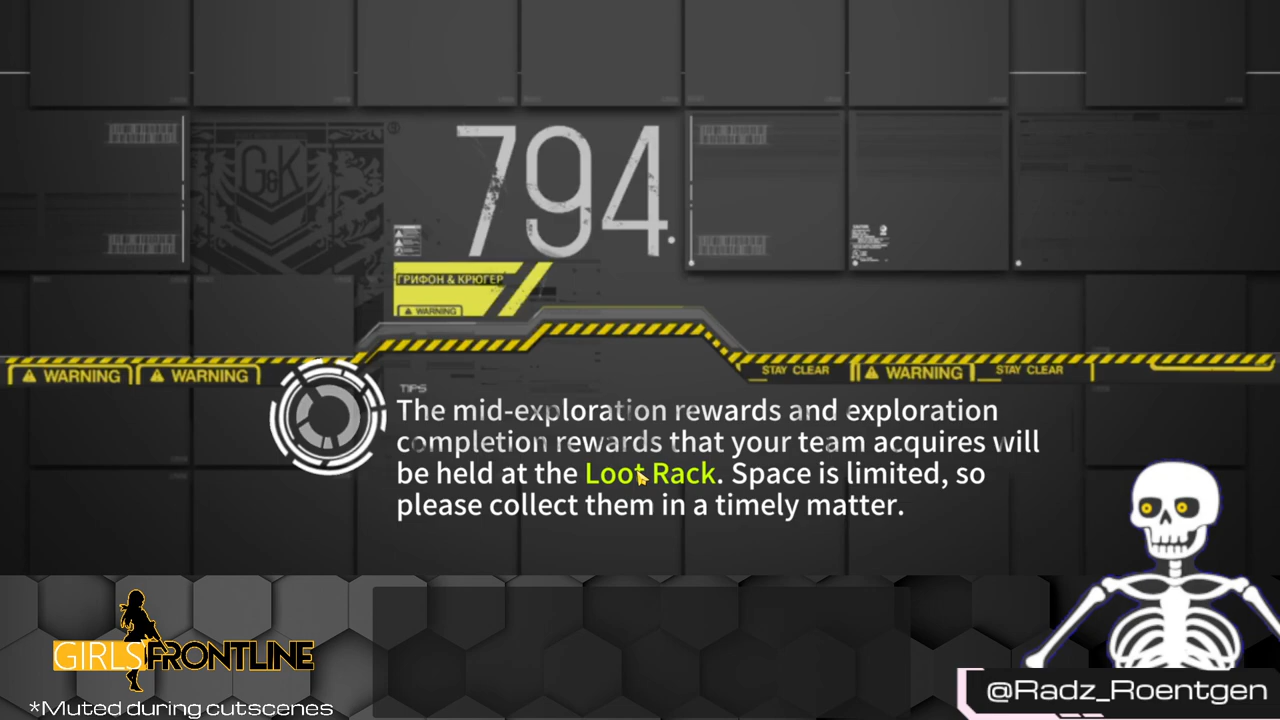 G&K
794.
ГРИФОН & КРЮГЕР
WARNING
WARNING
WARNING
STAY CLEAR
WARNING
STAY CLEAR
TIPS
The mid-exploration rewards and exploration
completion rewards that your team acquires will
be held at the Loot Rack. Space is limited, so
please collect them in a timely matter.
GIRLS FRONTLINE
*Muted during cutscenes
@Radz_Roentgen